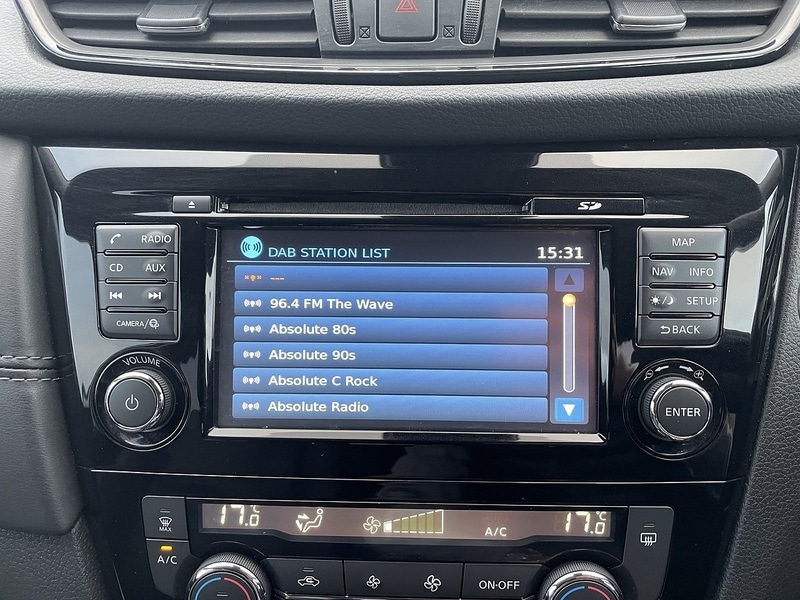 SD
RADIO
CD AUX
CAMERA/
VOLUME
DAB STATION LIST 15:31
---
96.4 FM The Wave
Absolute 80s
Absolute 90s
Absolute C Rock
Absolute Radio
MAP
NAV INFO
SETUP
BACK
ENTER
MAX
A/C
17.0°C A/C 17.0°C
ON·OFF